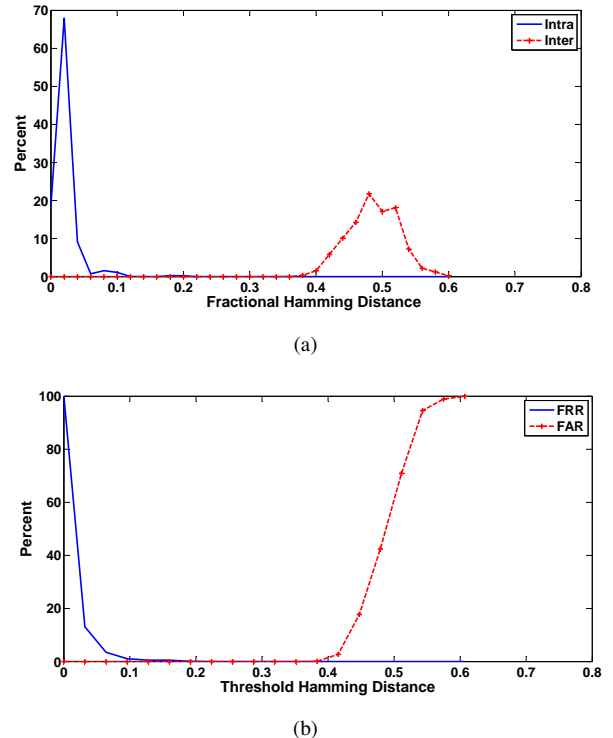 70
60
50
40
30
20
10
0
Percent
Intra
Inter
0 0.1 0.2 0.3 0.4 0.5 0.6 0.7 0.8
Fractional Hamming Distance
(a)
100
80
60
40
20
0
Percent
FRR
FAR
0 0.1 0.2 0.3 0.4 0.5 0.6 0.7 0.8
Threshold Hamming Distance
(b)